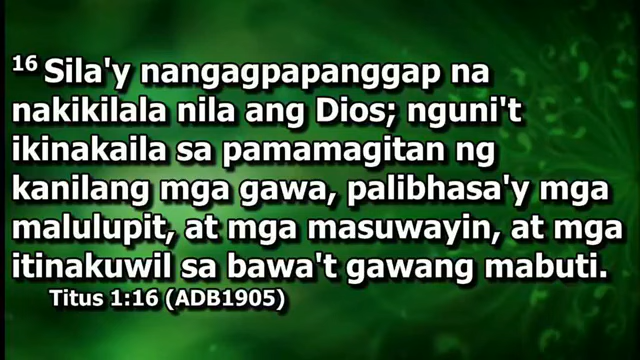 16 Sila'y nangagpapanggap na
nakikilala nila ang Dios; nguni't
ikinakaila sa pamamagitan ng
kanilang mga gawa, palibhasa'y mga
malulupit, at mga masuwayin, at mga
itinakuwil sa bawa't gawang mabuti.
Titus 1:16 (ADB1905)